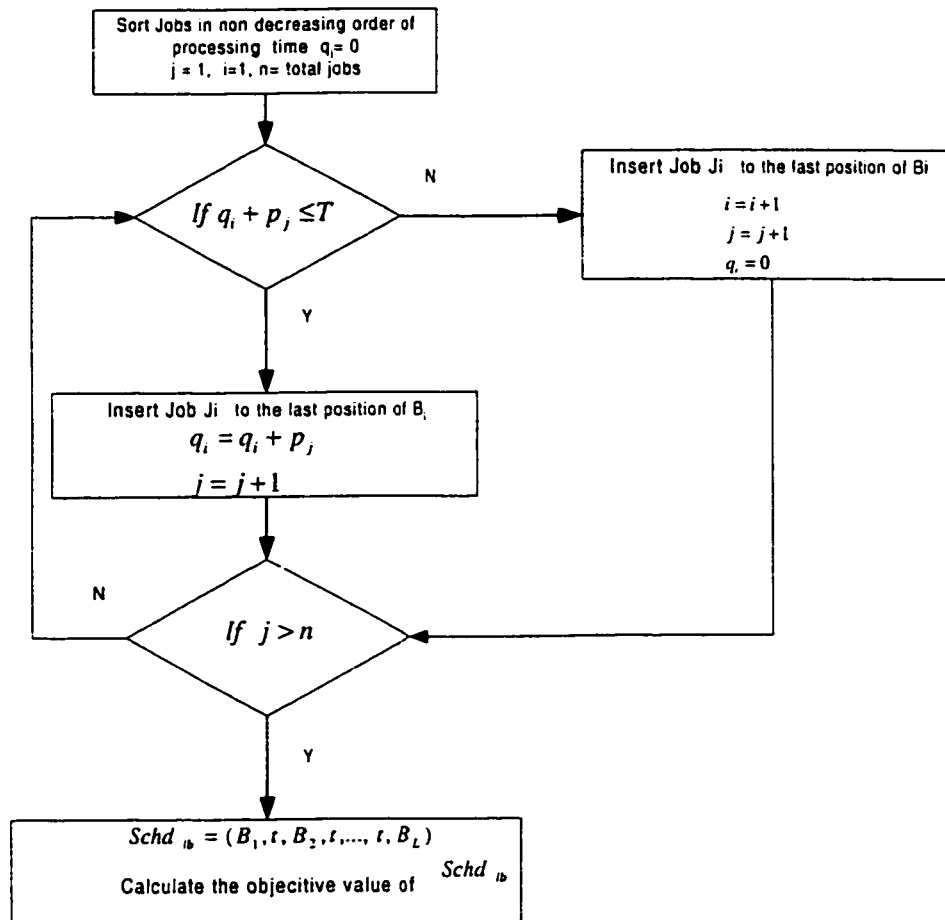 Sort Jobs in non decreasing order of
processing time q_i= 0
j = 1, i=1, n= total jobs
If q_i + p_j ≤T
N
Insert Job Ji to the last position of Bi
i = i+1
j = j+1
q_i = 0
Y
Insert Job Ji to the last position of B_i
q_i = q_i + p_j
j = j+1
N
If j > n
Y
Schd_lb = (B_1, t, B_2, t, ..., t, B_L)
Calculate the objecitive value of Schd_lb